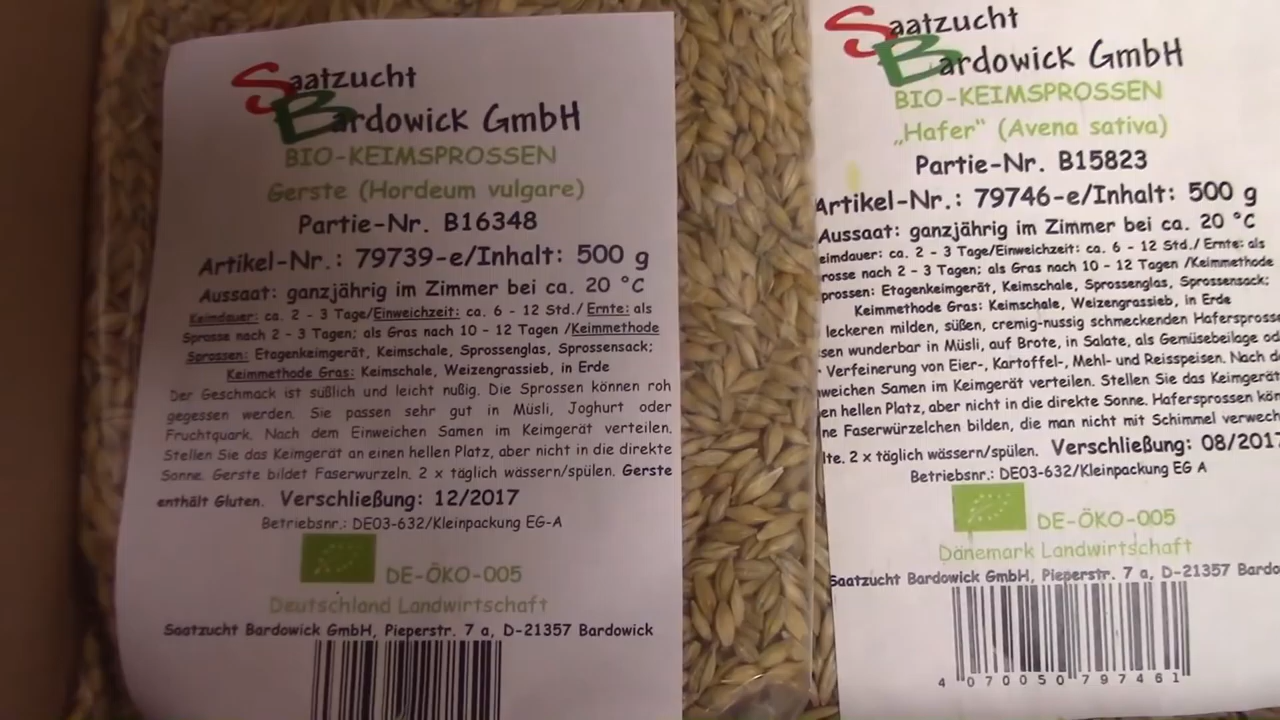 Saatzucht
Bardowick GmbH
BIO-KEIMSPROSSEN
Gerste (Hordeum vulgare)
Partie-Nr. B16348
Artikel-Nr.: 79739-e/Inhalt: 500 g
Aussaat: ganzjährig im Zimmer bei ca. 20 °C
Keimdauer: ca. 2 - 3 Tage/Einweichzeit: ca. 6 - 12 Std./ Ernte: als
Sprosse nach 2 - 3 Tagen; als Gras nach 10 - 12 Tagen /Keimmethode
Sprossen: Etagenkeimgerät, Keimschale, Sprossenglas, Sprossensack;
Keimmethode Gras: Keimschale, Weizengrassieb, in Erde
Der Geschmack ist süßlich und leicht nußig. Die Sprossen können roh
gegessen werden. Sie passen sehr gut in Müsli, Joghurt oder
Fruchtquark. Nach dem Einweichen Samen im Keimgerät verteilen.
Stellen Sie das Keimgerät an einen hellen Platz, aber nicht in die direkte
Sonne. Gerste bildet Faserwurzeln. 2 x täglich wässern/spülen. Gerste
enthält Gluten. Verschließung: 12/2017
Betriebsnr.: DE03-632/Kleinpackung EG-A
DE-ÖKO-005
Deutschland Landwirtschaft
Saatzucht Bardowick GmbH, Pieperstr. 7 a, D-21357 Bardowick
Saatzucht
Bardowick GmbH
BIO-KEIMSPROSSEN
„Hafer" (Avena sativa)
Partie-Nr. B15823
Artikel-Nr.: 79746-e/Inhalt: 500 g
Aussaat: ganzjährig im Zimmer bei ca. 20 °C
eimdauer: ca. 2 - 3 Tage/Einweichzeit: ca. 6 - 12 Std./ Ernte: als
rosse nach 2 - 3 Tagen; als Gras nach 10 - 12 Tagen /Keimmethode
prossen: Etagenkeimgerät, Keimschale, Sprossenglas, Sprossensack;
Keimmethode Gras: Keimschale, Weizengrassieb, in Erde
leckeren milden, süßen, cremig-nussig schmeckenden Hafersprosse
sen wunderbar in Müsli, auf Brote, in Salate, als Gemüsebeilage od
Verfeinerung von Eier-, Kartoffel-, Mehl- und Reisspeisen. Nach d
nweichen Samen im Keimgerät verteilen. Stellen Sie das Keimgerät
en hellen Platz, aber nicht in die direkte Sonne. Hafersprossen kön
ne Faserwürzelchen bilden, die man nicht mit Schimmel verwech
lte. 2 x täglich wässern/spülen. Verschließung: 08/201
Betriebsnr.: DE03-632/Kleinpackung EG A
DE-ÖKO-005
Dänemark Landwirtschaft
Saatzucht Bardowick GmbH, Pieperstr. 7 a, D-21357 Bardo
4 070050 797461